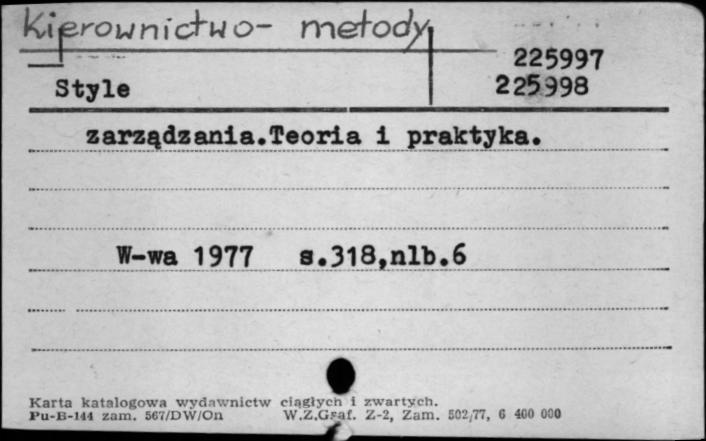 Kierownictwo- metody
225997
Style 225998
zarządzania.Teoria i praktyka.
W-wa 1977 s.318,nlb.6
Karta katalogowa wydawnictw ciągłych i zwartych.
Pu-B-144 zam. 567/DW/On W.Z.Graf. Z-2, Zam. 502/77, 6 400 000